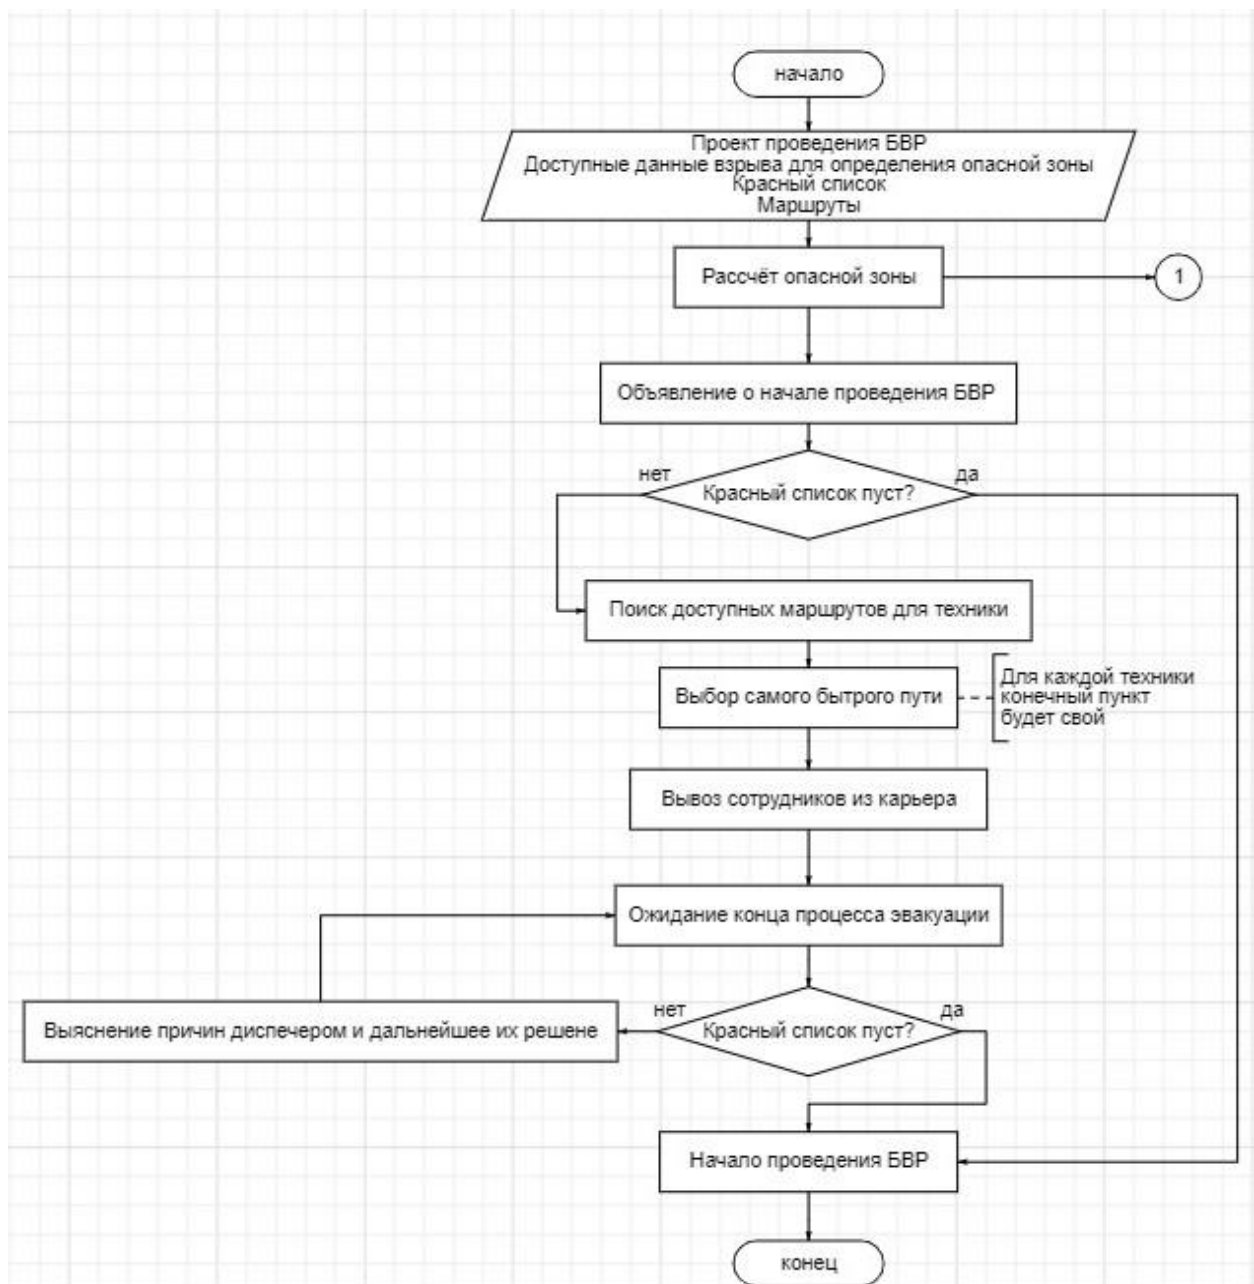 начало
Проект проведения БВР
Доступные данные взрыва для определения опасной зоны
Красный список
Маршруты
Рассчёт опасной зоны
1
Объявление о начале проведения БВР
нет
да
Красный список пуст?
Поиск доступных маршрутов для техники
Выбор самого бытрого пути
Для каждой техники
конечный пункт
будет свой
Вывоз сотрудников из карьера
Ожидание конца процесса эвакуации
нет
да
Выяснение причин диспечером и дальнейшее их решене
Красный список пуст?
Начало проведения БВР
конец